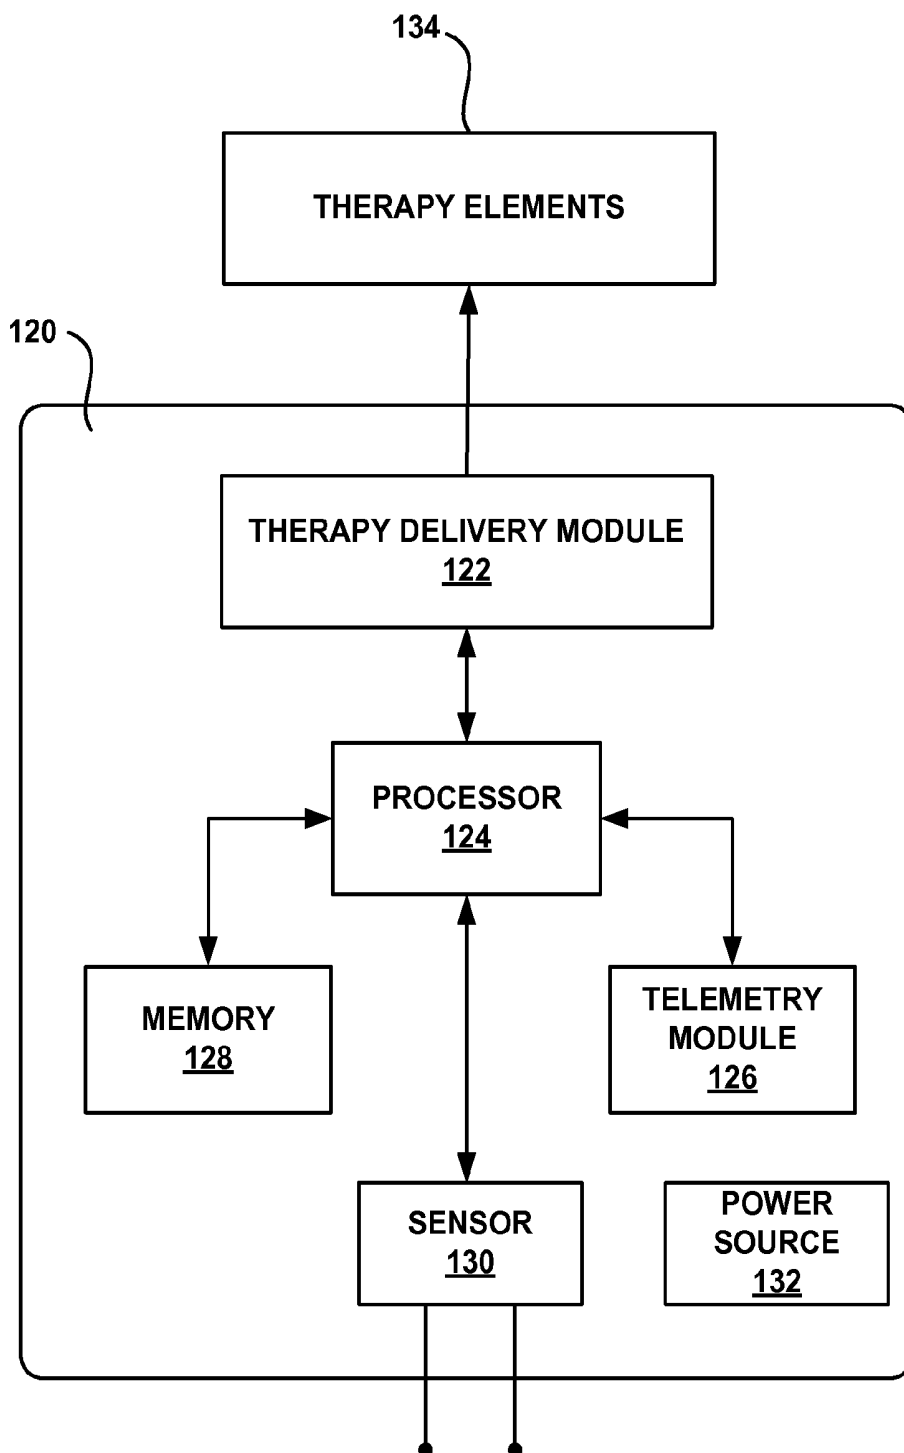 134
THERAPY ELEMENTS
120
THERAPY DELIVERY MODULE
122
PROCESSOR
124
MEMORY
128
TELEMETRY
MODULE
126
SENSOR
130
POWER
SOURCE
132